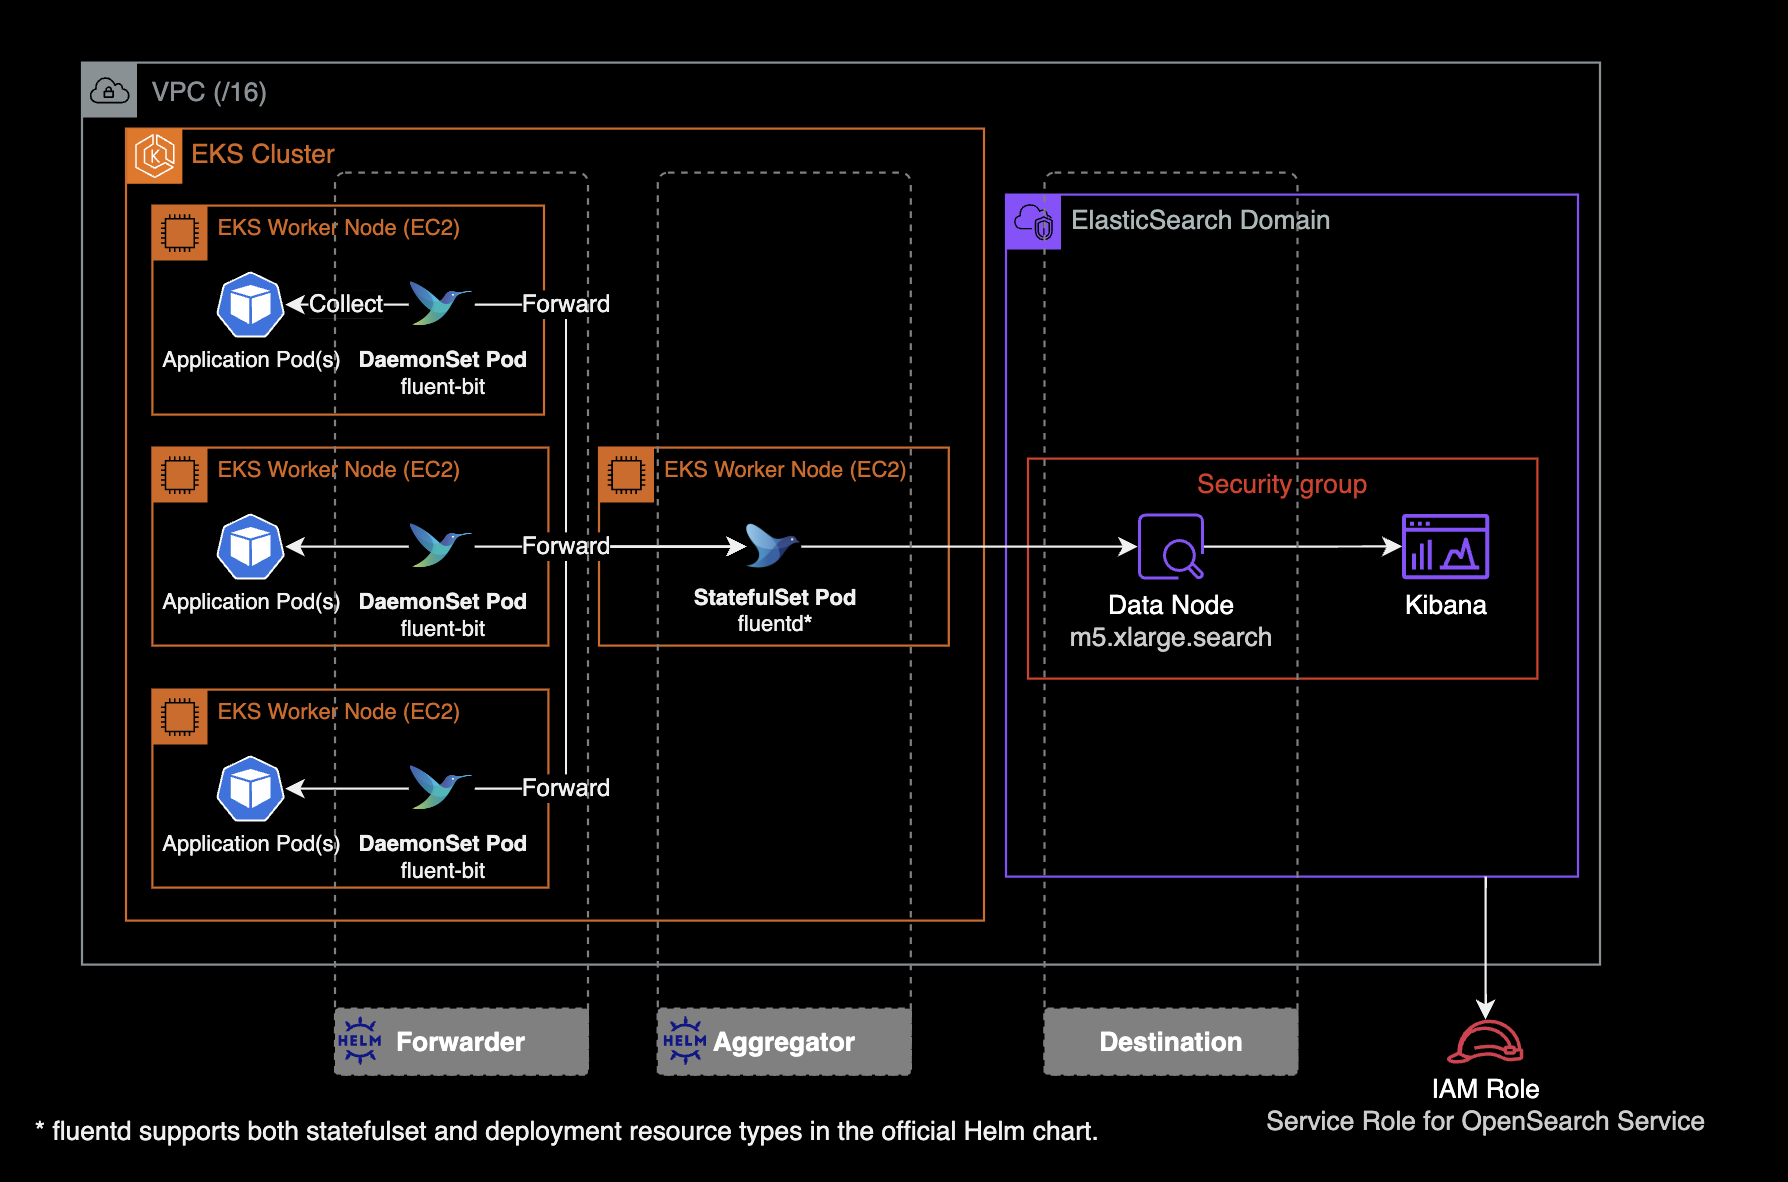 VPC (/16)
EKS Cluster
EKS Worker Node (EC2)
Collect
Forward
Application Pod(s)
DaemonSet Pod
fluent-bit
EKS Worker Node (EC2)
Forward
Application Pod(s)
DaemonSet Pod
fluent-bit
EKS Worker Node (EC2)
Forward
Application Pod(s)
DaemonSet Pod
fluent-bit
EKS Worker Node (EC2)
StatefulSet Pod
fluentd*
ElasticSearch Domain
Security group
Data Node
m5.xlarge.search
Kibana
HELM
Forwarder
HELM
Aggregator
Destination
IAM Role
Service Role for OpenSearch Service
* fluentd supports both statefulset and deployment resource types in the official Helm chart.